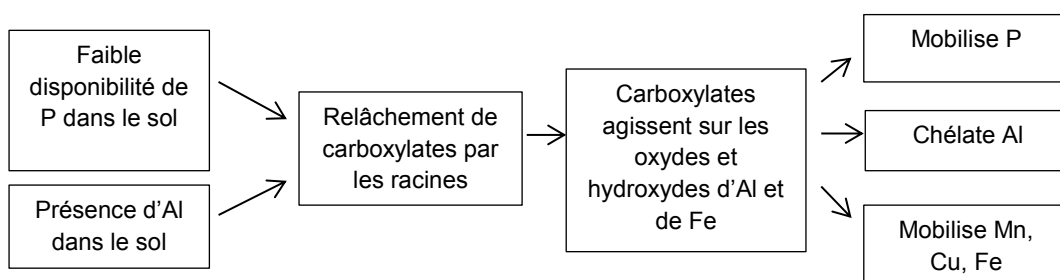 Faible
disponibilité de
P dans le sol
Présence d'Al
dans le sol
Relâchement de
carboxylates par
les racines
Carboxylates
agissent sur les
oxydes et
hydroxydes d'Al et
de Fe
Mobilise P
Chélate Al
Mobilise Mn,
Cu, Fe